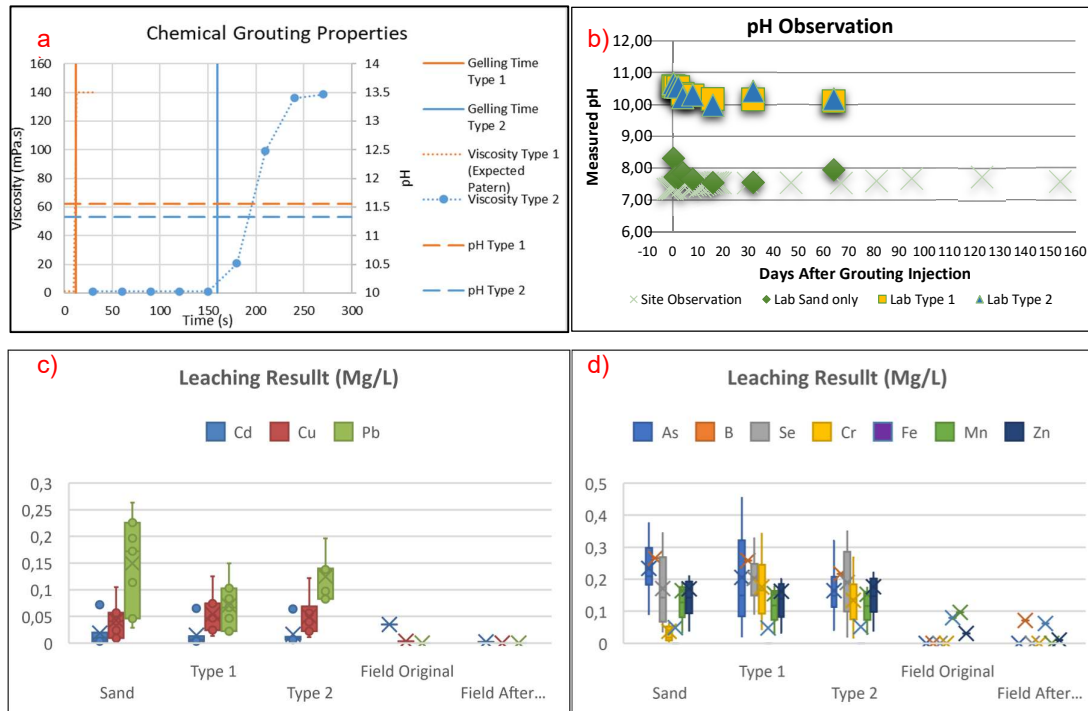 a
Chemical Grouting Properties
160
140
120
100
80
60
40
20
0
Viscosity (mPa.s)
0 50 100 150 200 250 300
Time (s)
14
13,5
13
12,5
12
11,5
11
10,5
10
pH
Gelling Time
Type 1
Gelling Time
Type 2
Viscosity Type 1
(Expected
Patern)
Viscosity Type 2
pH Type 1
pH Type 2
b)
pH Observation
12,00
11,00
10,00
9,00
8,00
7,00
6,00
Measured pH
-10 0 10 20 30 40 50 60 70 80 90 100 110 120 130 140 150 160
Days After Grouting Injection
Site Observation Lab Sand only Lab Type 1 Lab Type 2
c)
Leaching Resullt (Mg/L)
Cd Cu Pb
0,3
0,25
0,2
0,15
0,1
0,05
0
Sand Type 1 Type 2 Field Original Field After...
d)
Leaching Resullt (Mg/L)
As B Se Cr Fe Mn Zn
0,5
0,4
0,3
0,2
0,1
0
Sand Type 1 Type 2 Field Original Field After...